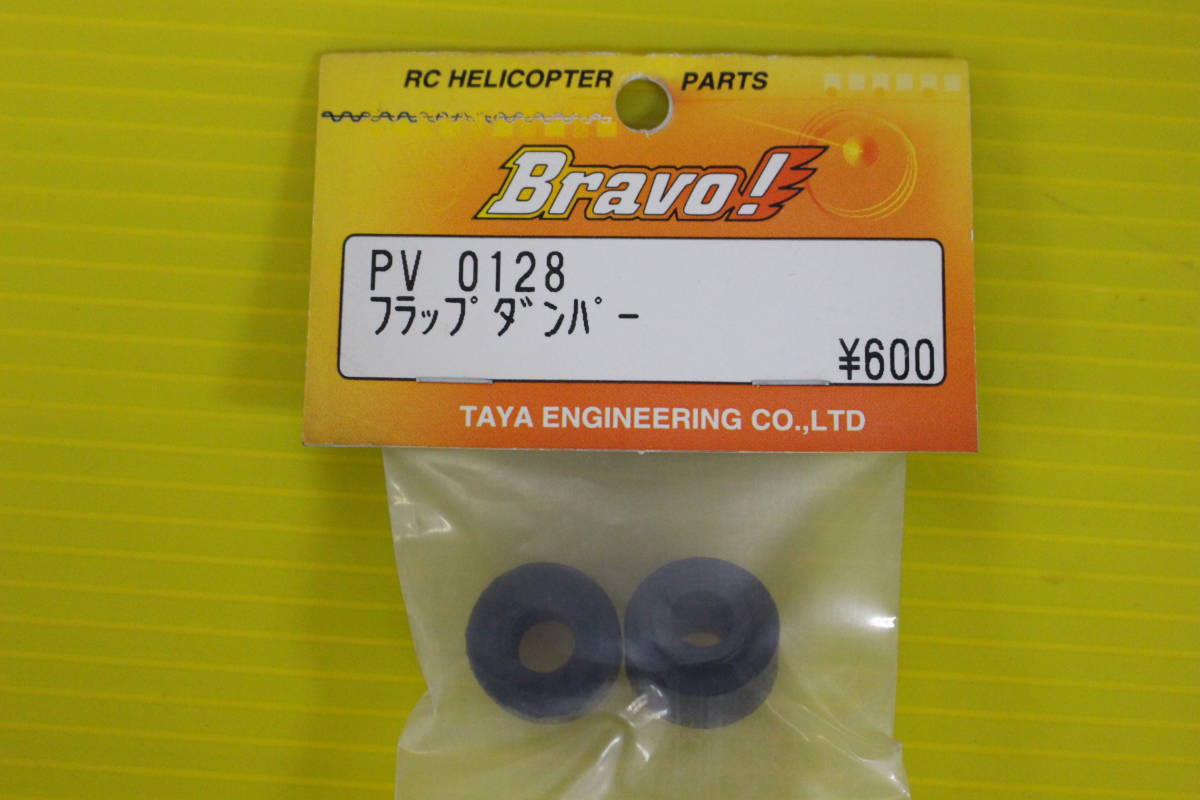 RC HELICOPTER PARTS
Bravo!
PV 0128
フラップダンパー
¥600
TAYA ENGINEERING CO.,LTD